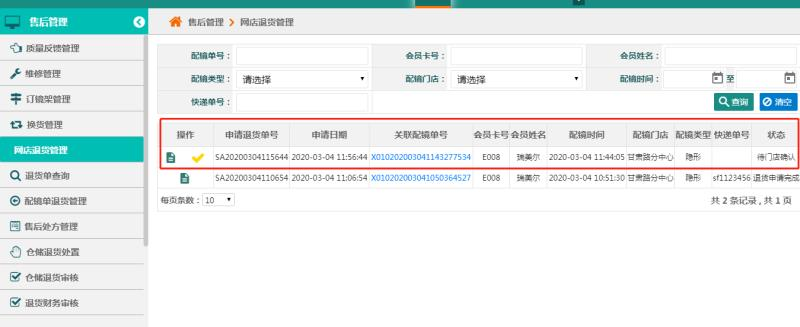 售后管理
质量反馈管理
维修管理
订镜架管理
换货管理
网店退货管理
退货单查询
配镜单退货管理
售后处方管理
仓储退货处置
仓储退货审核
退货财务审核
售后管理 网店退货管理
配镜单号： 会员卡号： 会员姓名：
配镜类型： 请选择 配镜门店： 请选择 配镜时间： 至
快递单号： 查询 清空
操作 申请退货单号 申请日期 关联配镜单号 会员卡号 会员姓名 配镜时间 配镜门店 配镜类型 快递单号 状态
SA20200304115644 2020-03-04 11:56:44 X010202003041143277534 E008 瑞美尔 2020-03-04 11:44:05 甘肃路分中心 隐形 待门店确认
SA20200304110654 2020-03-04 11:06:54 X010202003041050364527 E008 瑞美尔 2020-03-04 10:51:30 甘肃路分中心 隐形 sf1123456 退货申请完成
每页条数： 10 共 2 条记录 , 共 1 页